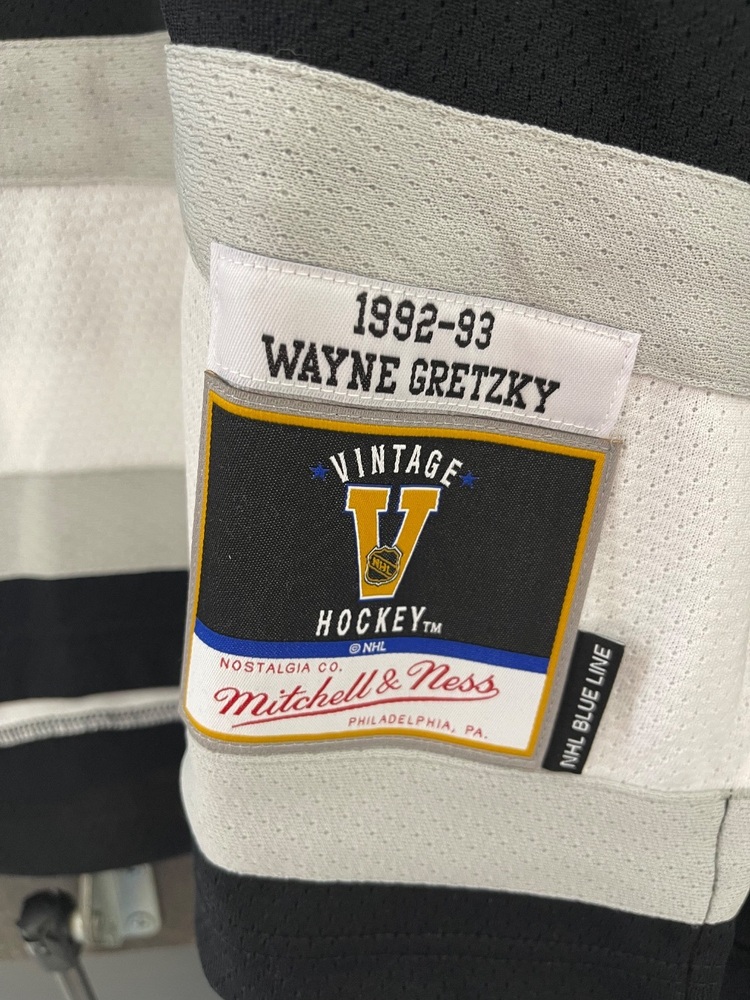 1992-93
WAYNE GRETZKY
VINTAGE
V
NHL
HOCKEY™
© NHL
NOSTALGIA CO.
Mitchell & Ness
PHILADELPHIA, PA.
NHL BLUE LINE